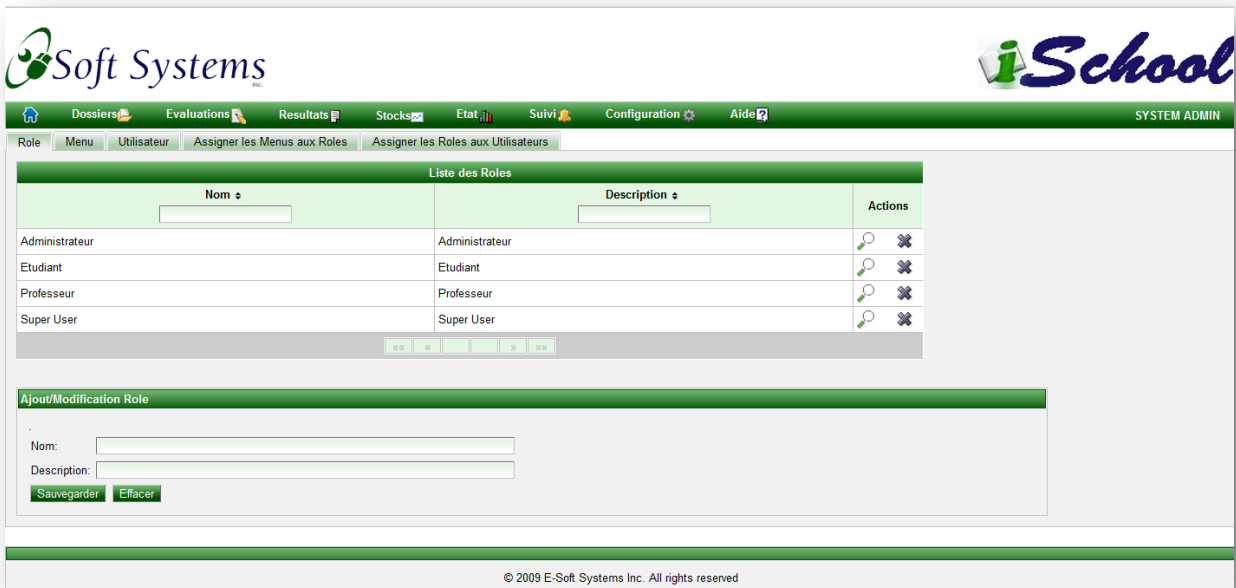 Soft Systems
Inc.
iSchool
Dossiers Evaluations Resultats Stocks Etat Suivi Configuration Aide SYSTEM ADMIN
Role Menu Utilisateur Assigner les Menus aux Roles Assigner les Roles aux Utilisateurs
Liste des Roles
Nom Description Actions
Administrateur Administrateur
Etudiant Etudiant
Professeur Professeur
Super User Super User
«« « » »»
Ajout/Modification Role
.
Nom:
Description:
Sauvegarder Effacer
© 2009 E-Soft Systems Inc. All rights reserved